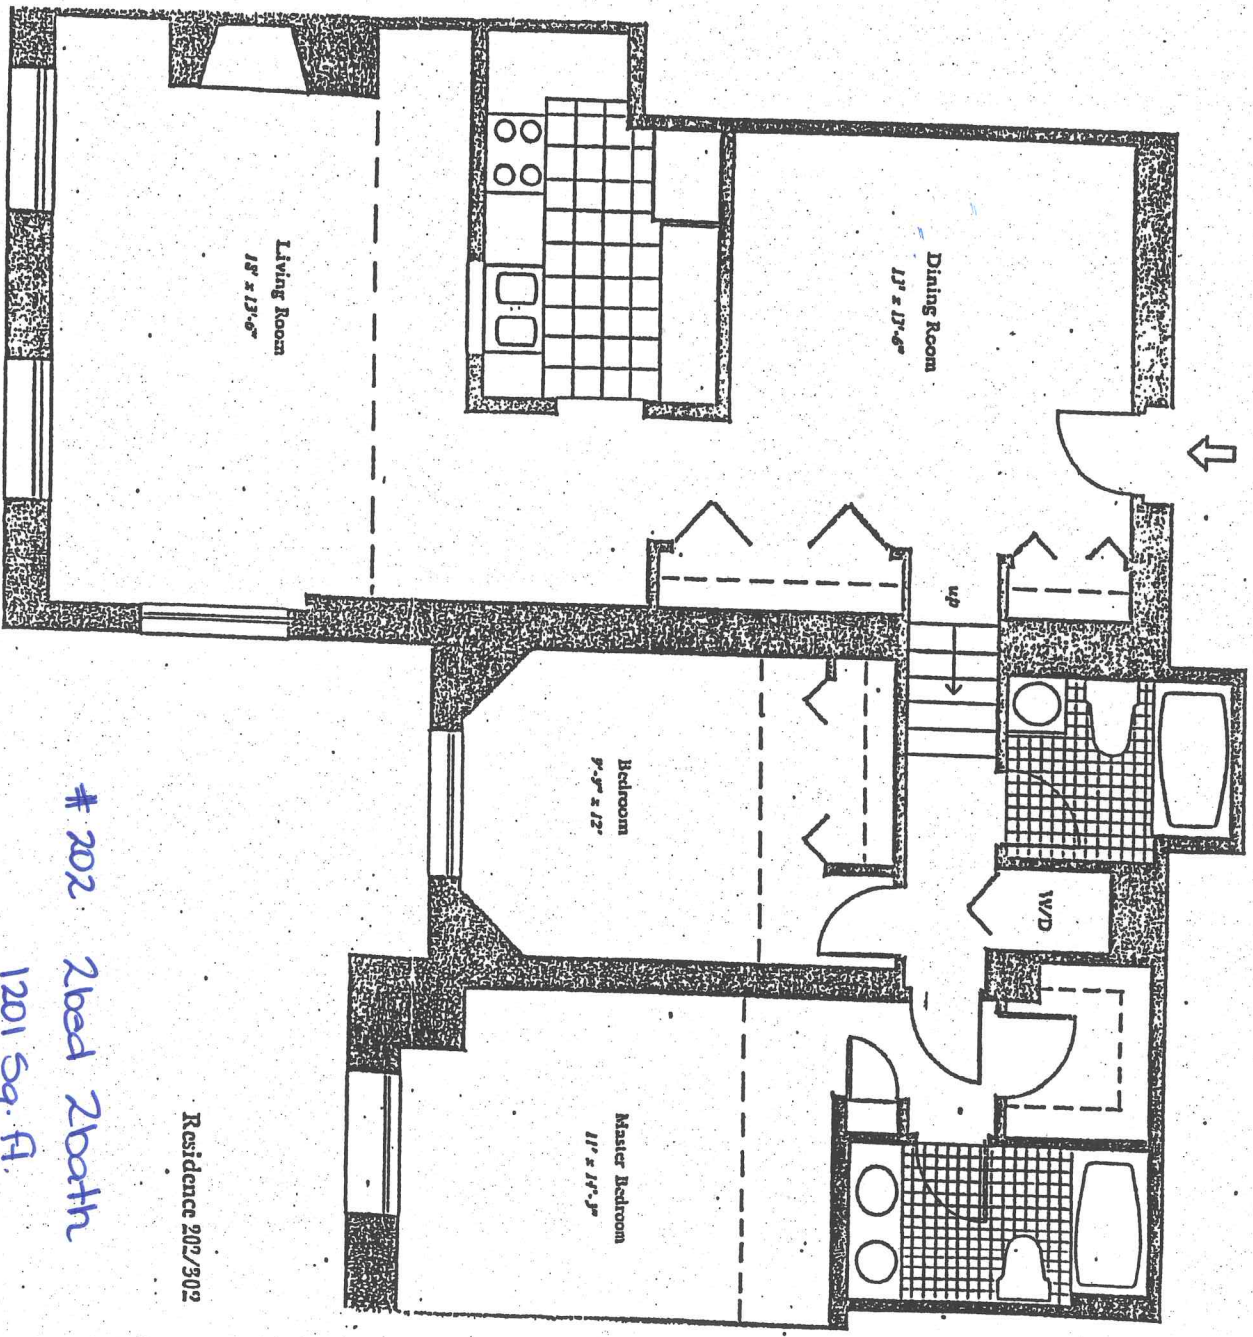 Living Room
18' x 13'-6"
Dining Room
13' x 13'-6"
up
Bedroom
9'-9" x 12'
W/D
Master Bedroom
11' x 14'-3"
Residence 202/302
# 202 2bed 2bath
1201 Sq. ft.